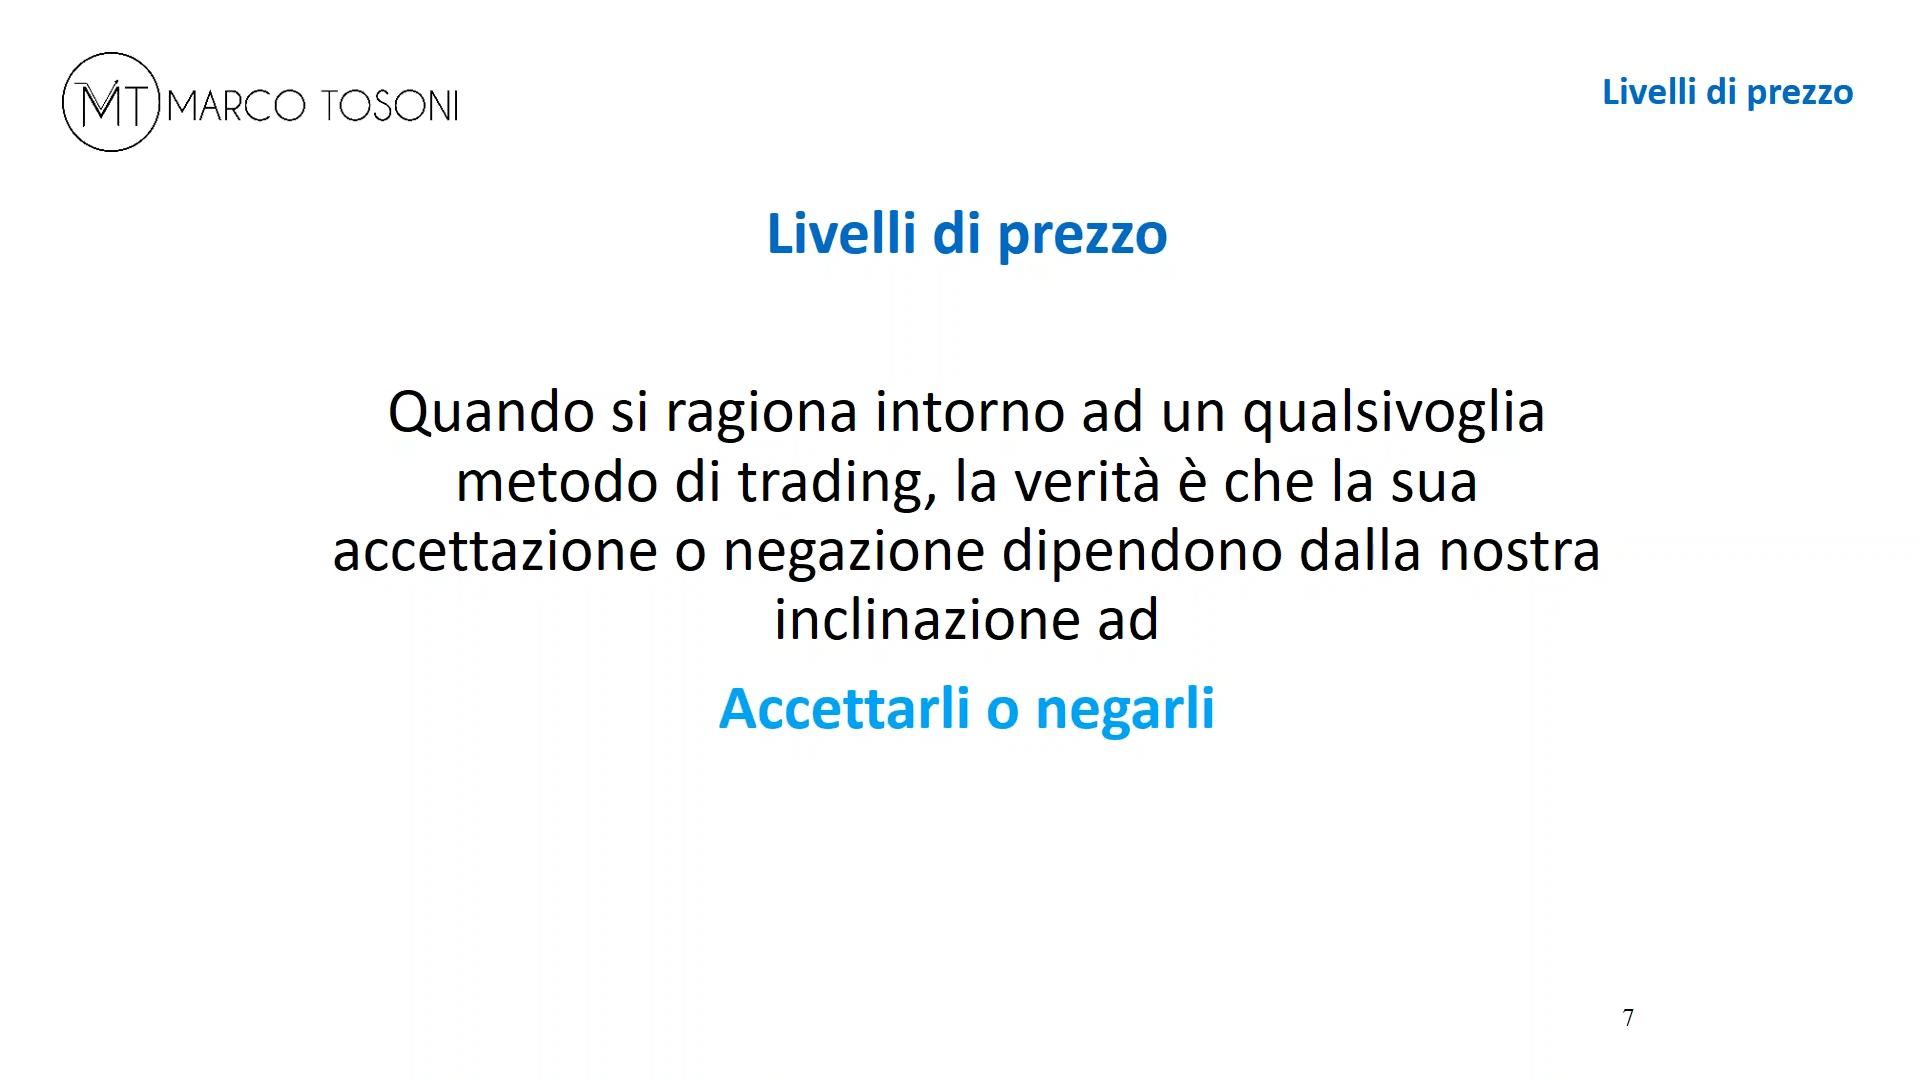 MT MARCO TOSONI
Livelli di prezzo
Livelli di prezzo
Quando si ragiona intorno ad un qualsivoglia
metodo di trading, la verità è che la sua
accettazione o negazione dipendono dalla nostra
inclinazione ad
Accettarli o negarli
7